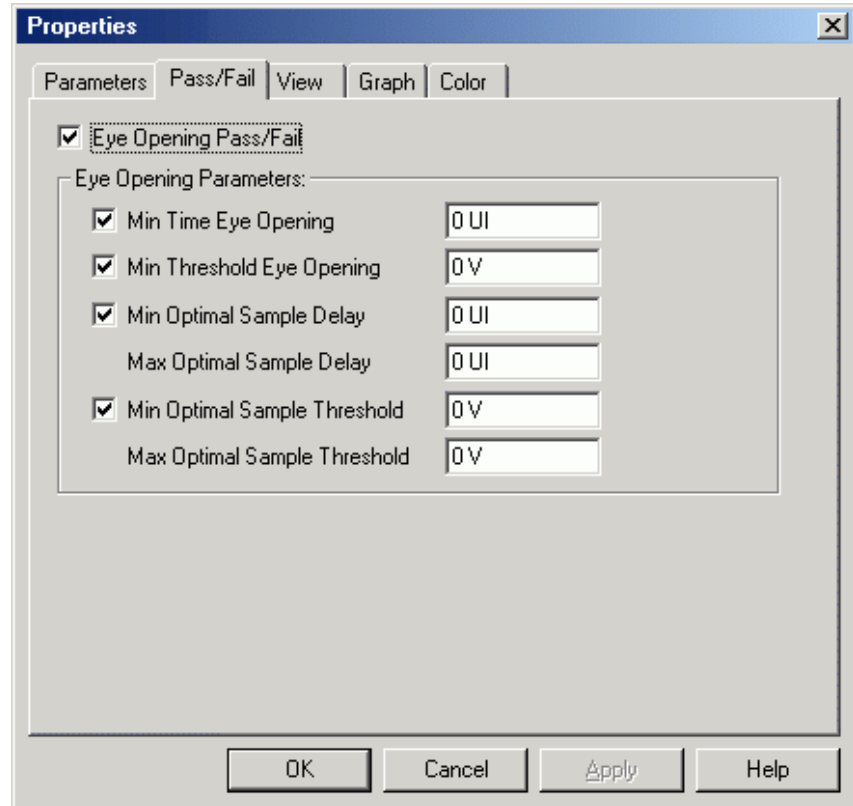 Properties
Parameters Pass/Fail View Graph Color
Eye Opening Pass/Fail
Eye Opening Parameters:
Min Time Eye Opening 0 UI
Min Threshold Eye Opening 0 V
Min Optimal Sample Delay 0 UI
Max Optimal Sample Delay 0 UI
Min Optimal Sample Threshold 0 V
Max Optimal Sample Threshold 0 V
OK Cancel Apply Help